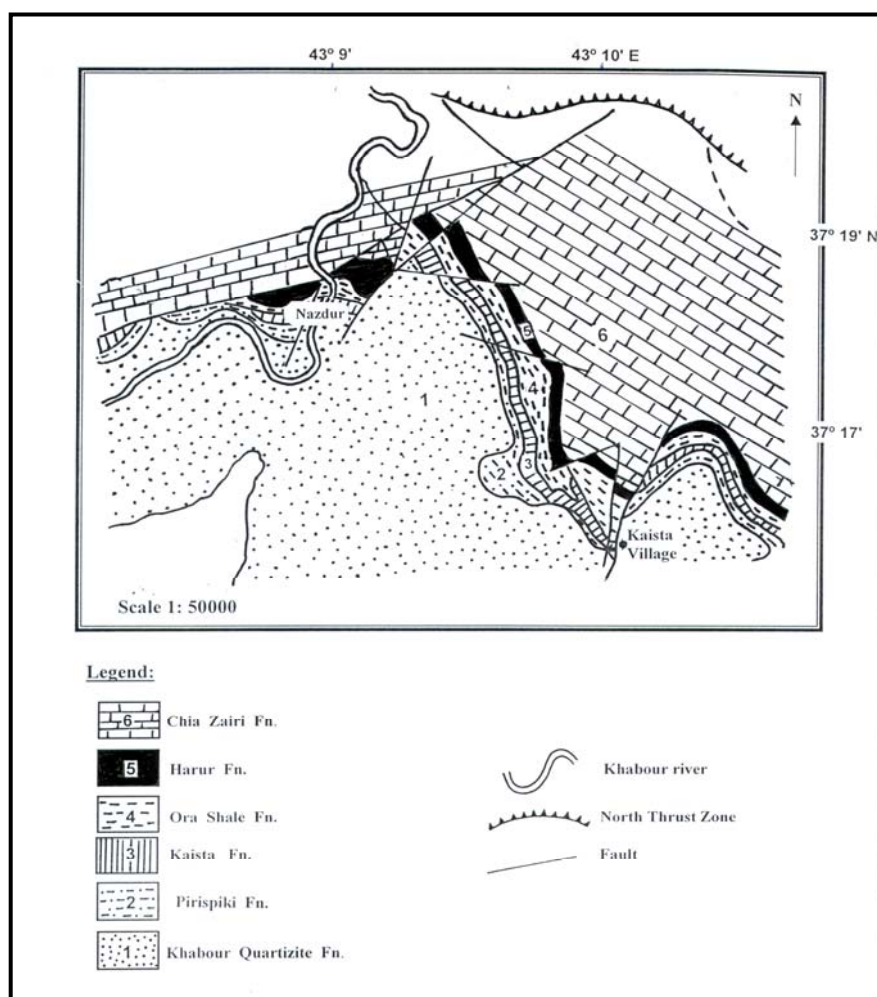 43° 9'
43° 10' E
N
37° 19' N
Nazdur
5
6
1
4
37° 17'
3
2
Kaista
Village
Scale 1: 50000
Legend:
6 Chia Zairi Fn.
5 Harur Fn.
Khabour river
4 Ora Shale Fn.
North Thrust Zone
3 Kaista Fn.
Fault
2 Pirispiki Fn.
1 Khabour Quartizite Fn.